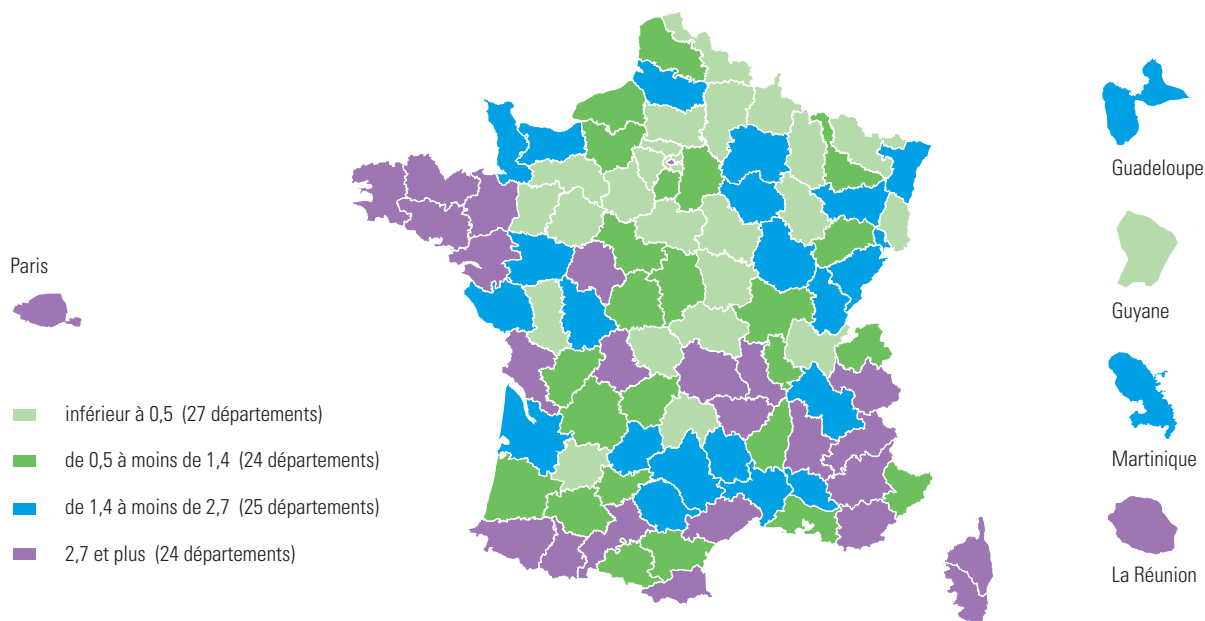 Paris
inférieur à 0,5 (27 départements)
de 0,5 à moins de 1,4 (24 départements)
de 1,4 à moins de 2,7 (25 départements)
2,7 et plus (24 départements)
Guadeloupe
Guyane
Martinique
La Réunion